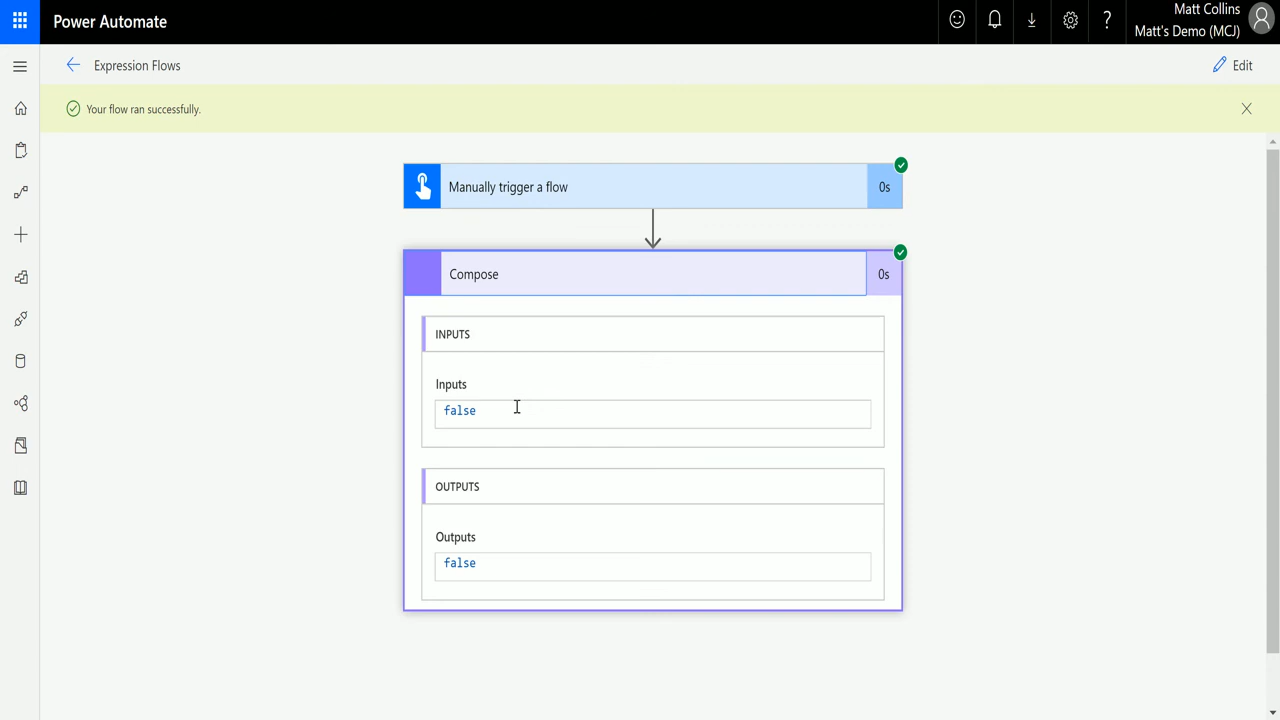 Power Automate
Matt Collins
Matt's Demo (MCJ)
Expression Flows
Edit
Your flow ran successfully.
Manually trigger a flow
0s
Compose
0s
INPUTS
Inputs
false
OUTPUTS
Outputs
false